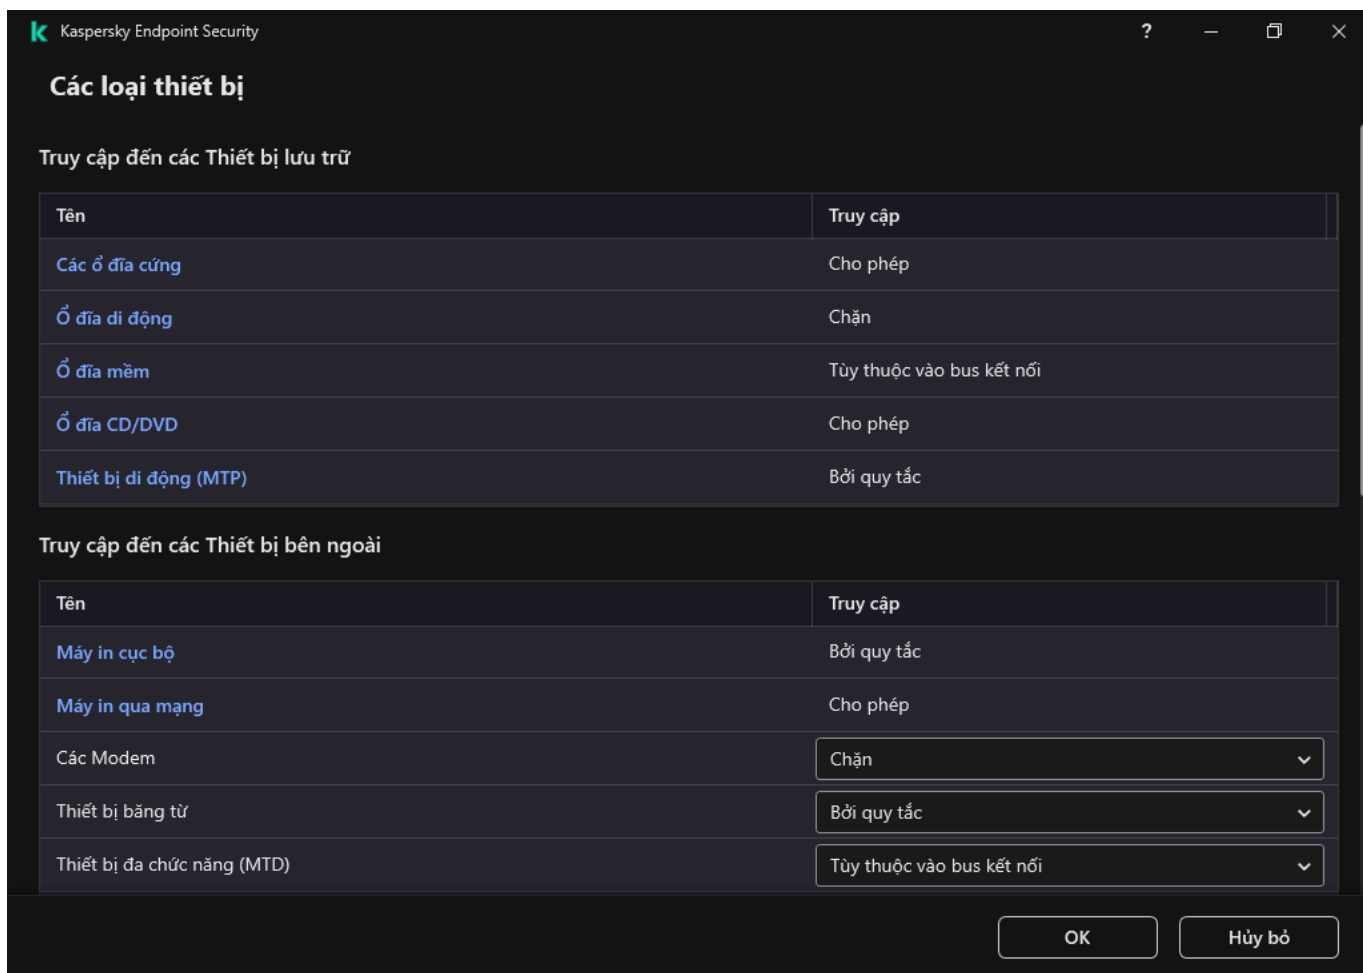 Kaspersky Endpoint Security
?
Các loại thiết bị
Truy cập đến các Thiết bị lưu trữ
Tên Truy cập
Các ổ đĩa cứng Cho phép
Ổ đĩa di động Chặn
Ổ đĩa mềm Tùy thuộc vào bus kết nối
Ổ đĩa CD/DVD Cho phép
Thiết bị di động (MTP) Bởi quy tắc
Truy cập đến các Thiết bị bên ngoài
Tên Truy cập
Máy in cục bộ Bởi quy tắc
Máy in qua mạng Cho phép
Các Modem Chặn
Thiết bị băng từ Bởi quy tắc
Thiết bị đa chức năng (MTD) Tùy thuộc vào bus kết nối
OK Hủy bỏ